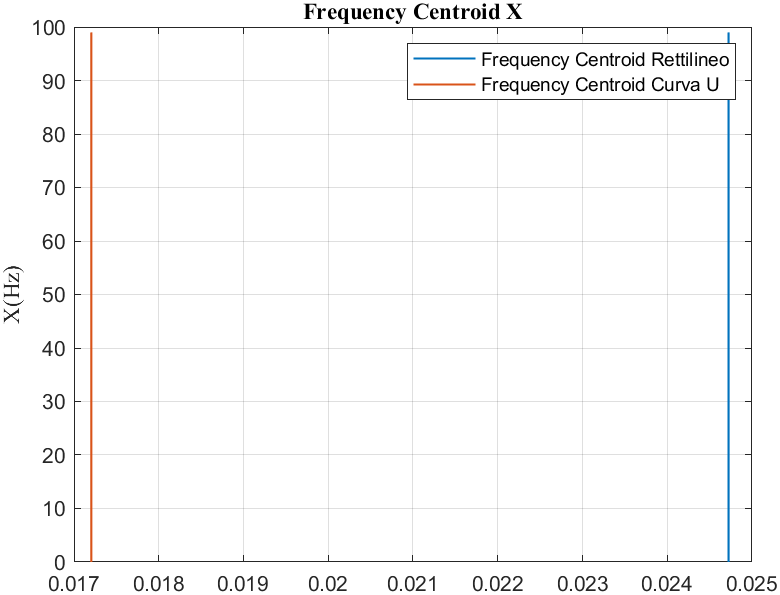 Frequency Centroid X
Frequency Centroid Rettilineo
Frequency Centroid Curva U
X(Hz)
100
90
80
70
60
50
40
30
20
10
0
0.017 0.018 0.019 0.02 0.021 0.022 0.023 0.024 0.025